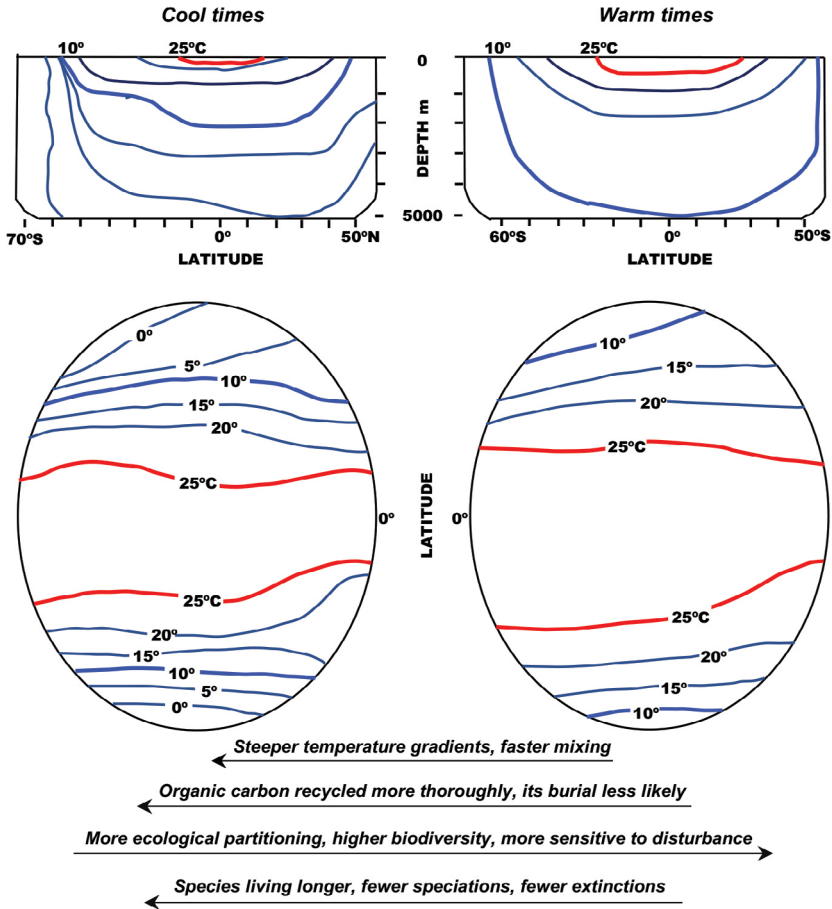 Cool times
Warm times
10º 25ºC
10º 25ºC
0
DEPTH m
5000
70ºS 0º 50ºN
60ºS 0º 50ºS
LATITUDE
LATITUDE
0º
5º
10º
15º
20º
25ºC
0º
25ºC
20º
15º
10º
5º
0º
LATITUDE
10º
15º
20º
25ºC
0º
25ºC
20º
15º
10º
Steeper temperature gradients, faster mixing
Organic carbon recycled more thoroughly, its burial less likely
More ecological partitioning, higher biodiversity, more sensitive to disturbance
Species living longer, fewer speciations, fewer extinctions